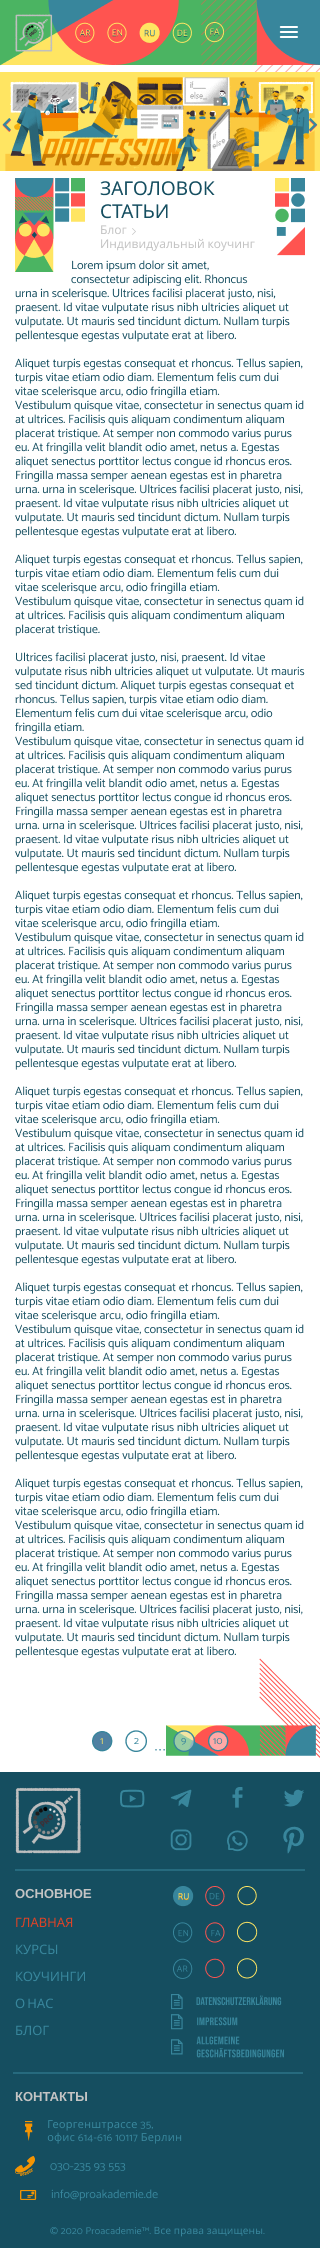 AR EN RU DE FA
PROFESSION
ЗАГОЛОВОК
СТАТЬИ
Блог >
Индивидуальный коучинг
Lorem ipsum dolor sit amet,
consectetur adipiscing elit. Rhoncus
urna in scelerisque. Ultrices facilisi placerat justo, nisi,
praesent. Id vitae vulputate risus nibh ultricies aliquet ut
vulputate. Ut mauris sed tincidunt dictum. Nullam turpis
pellentesque egestas vulputate erat at libero.
Aliquet turpis egestas consequat et rhoncus. Tellus sapien,
turpis vitae etiam odio diam. Elementum felis cum dui
vitae scelerisque arcu, odio fringilla etiam.
Vestibulum quisque vitae, consectetur in senectus quam id
at ultrices. Facilisis quis aliquam condimentum aliquam
placerat tristique. At semper non commodo varius purus
eu. At fringilla velit blandit odio amet, netus a. Egestas
aliquet senectus porttitor lectus congue id rhoncus eros.
Fringilla massa semper aenean egestas est in pharetra
urna. urna in scelerisque. Ultrices facilisi placerat justo, nisi,
praesent. Id vitae vulputate risus nibh ultricies aliquet ut
vulputate. Ut mauris sed tincidunt dictum. Nullam turpis
pellentesque egestas vulputate erat at libero.
Aliquet turpis egestas consequat et rhoncus. Tellus sapien,
turpis vitae etiam odio diam. Elementum felis cum dui
vitae scelerisque arcu, odio fringilla etiam.
Vestibulum quisque vitae, consectetur in senectus quam id
at ultrices. Facilisis quis aliquam condimentum aliquam
placerat tristique.
Ultrices facilisi placerat justo, nisi, praesent. Id vitae
vulputate risus nibh ultricies aliquet ut vulputate. Ut mauris
sed tincidunt dictum. Aliquet turpis egestas consequat et
rhoncus. Tellus sapien, turpis vitae etiam odio diam.
Elementum felis cum dui vitae scelerisque arcu, odio
fringilla etiam.
Vestibulum quisque vitae, consectetur in senectus quam id
at ultrices. Facilisis quis aliquam condimentum aliquam
placerat tristique. At semper non commodo varius purus
eu. At fringilla velit blandit odio amet, netus a. Egestas
aliquet senectus porttitor lectus congue id rhoncus eros.
Fringilla massa semper aenean egestas est in pharetra
urna. urna in scelerisque. Ultrices facilisi placerat justo, nisi,
praesent. Id vitae vulputate risus nibh ultricies aliquet ut
vulputate. Ut mauris sed tincidunt dictum. Nullam turpis
pellentesque egestas vulputate erat at libero.
Aliquet turpis egestas consequat et rhoncus. Tellus sapien,
turpis vitae etiam odio diam. Elementum felis cum dui
vitae scelerisque arcu, odio fringilla etiam.
Vestibulum quisque vitae, consectetur in senectus quam id
at ultrices. Facilisis quis aliquam condimentum aliquam
placerat tristique. At semper non commodo varius purus
eu. At fringilla velit blandit odio amet, netus a. Egestas
aliquet senectus porttitor lectus congue id rhoncus eros.
Fringilla massa semper aenean egestas est in pharetra
urna. urna in scelerisque. Ultrices facilisi placerat justo, nisi,
praesent. Id vitae vulputate risus nibh ultricies aliquet ut
vulputate. Ut mauris sed tincidunt dictum. Nullam turpis
pellentesque egestas vulputate erat at libero.
Aliquet turpis egestas consequat et rhoncus. Tellus sapien,
turpis vitae etiam odio diam. Elementum felis cum dui
vitae scelerisque arcu, odio fringilla etiam.
Vestibulum quisque vitae, consectetur in senectus quam id
at ultrices. Facilisis quis aliquam condimentum aliquam
placerat tristique. At semper non commodo varius purus
eu. At fringilla velit blandit odio amet, netus a. Egestas
aliquet senectus porttitor lectus congue id rhoncus eros.
Fringilla massa semper aenean egestas est in pharetra
urna. urna in scelerisque. Ultrices facilisi placerat justo, nisi,
praesent. Id vitae vulputate risus nibh ultricies aliquet ut
vulputate. Ut mauris sed tincidunt dictum. Nullam turpis
pellentesque egestas vulputate erat at libero.
Aliquet turpis egestas consequat et rhoncus. Tellus sapien,
turpis vitae etiam odio diam. Elementum felis cum dui
vitae scelerisque arcu, odio fringilla etiam.
Vestibulum quisque vitae, consectetur in senectus quam id
at ultrices. Facilisis quis aliquam condimentum aliquam
placerat tristique. At semper non commodo varius purus
eu. At fringilla velit blandit odio amet, netus a. Egestas
aliquet senectus porttitor lectus congue id rhoncus eros.
Fringilla massa semper aenean egestas est in pharetra
urna. urna in scelerisque. Ultrices facilisi placerat justo, nisi,
praesent. Id vitae vulputate risus nibh ultricies aliquet ut
vulputate. Ut mauris sed tincidunt dictum. Nullam turpis
pellentesque egestas vulputate erat at libero.
Aliquet turpis egestas consequat et rhoncus. Tellus sapien,
turpis vitae etiam odio diam. Elementum felis cum dui
vitae scelerisque arcu, odio fringilla etiam.
Vestibulum quisque vitae, consectetur in senectus quam id
at ultrices. Facilisis quis aliquam condimentum aliquam
placerat tristique. At semper non commodo varius purus
eu. At fringilla velit blandit odio amet, netus a. Egestas
aliquet senectus porttitor lectus congue id rhoncus eros.
Fringilla massa semper aenean egestas est in pharetra
urna. urna in scelerisque. Ultrices facilisi placerat justo, nisi,
praesent. Id vitae vulputate risus nibh ultricies aliquet ut
vulputate. Ut mauris sed tincidunt dictum. Nullam turpis
pellentesque egestas vulputate erat at libero.
1 2 ... 9 10
ОСНОВНОЕ
ГЛАВНАЯ
КУРСЫ
КОУЧИНГИ
О НАС
БЛОГ
RU DE
EN FA
AR
DATENSCHUTZERKLÄRUNG
IMPRESSUM
ALLGEMEINE
GESCHÄFTSBEDINGUNGEN
КОНТАКТЫ
Георгенштрассе 35,
офис 614-616 10117 Берлин
030-235 93 553
info@proakademie.de
© 2020 Proacademie™. Все права защищены.